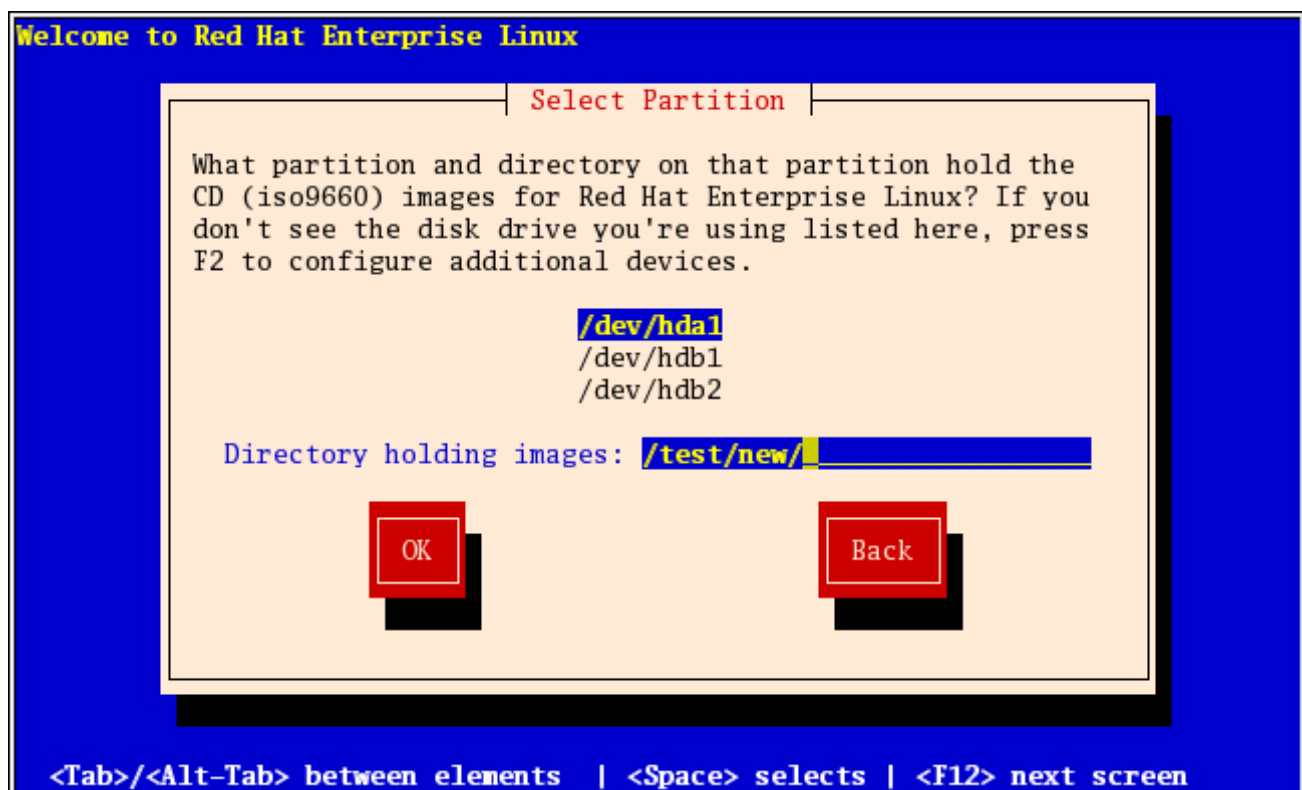 Welcome to Red Hat Enterprise Linux
Select Partition
What partition and directory on that partition hold the
CD (iso9660) images for Red Hat Enterprise Linux? If you
don't see the disk drive you're using listed here, press
F2 to configure additional devices.
/dev/hda1
/dev/hdb1
/dev/hdb2
Directory holding images: /test/new/
OK Back
<Tab>/<Alt-Tab> between elements | <Space> selects | <F12> next screen